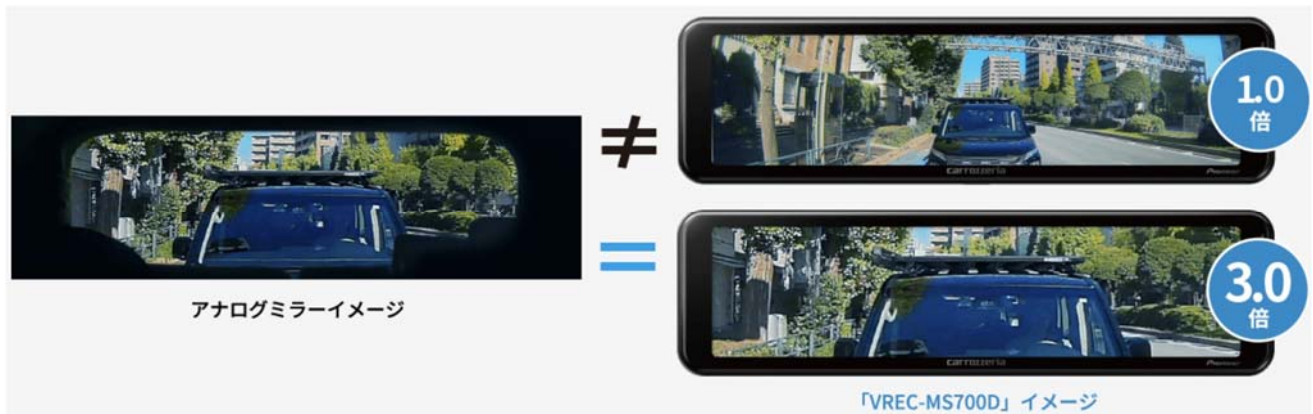 ≠
1.0
倍
carrozzeria
Pioneer
=
3.0
倍
carrozzeria
Pioneer
アナログミラーイメージ
「VREC-MS700D」イメージ